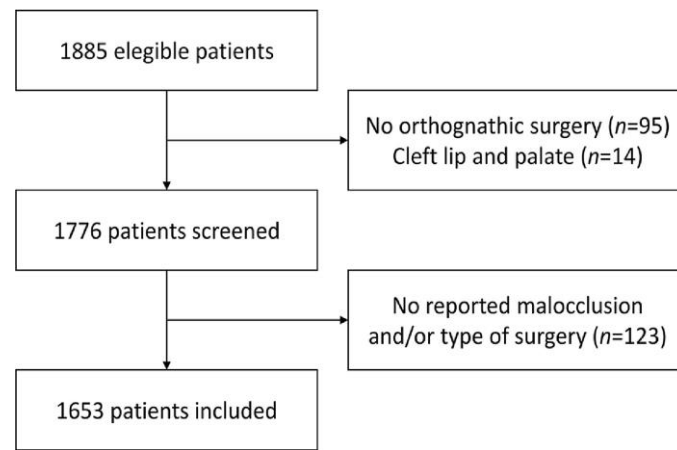 1885 elegible patients
No orthognathic surgery (n=95)
Cleft lip and palate (n=14)
1776 patients screened
No reported malocclusion
and/or type of surgery (n=123)
1653 patients included